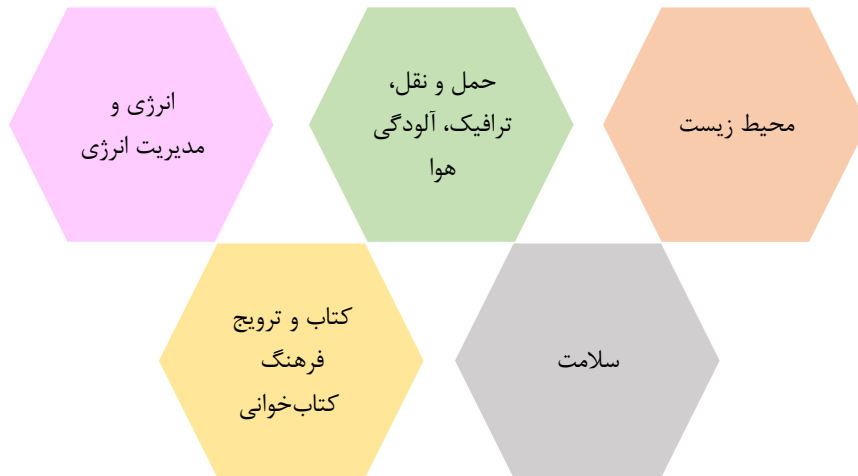 محیط زیست
حمل و نقل،
ترافیک، آلودگی
هوا
انرژی و
مدیریت انرژی
سلامت
کتاب و ترویج
فرهنگ
کتاب‌خوانی